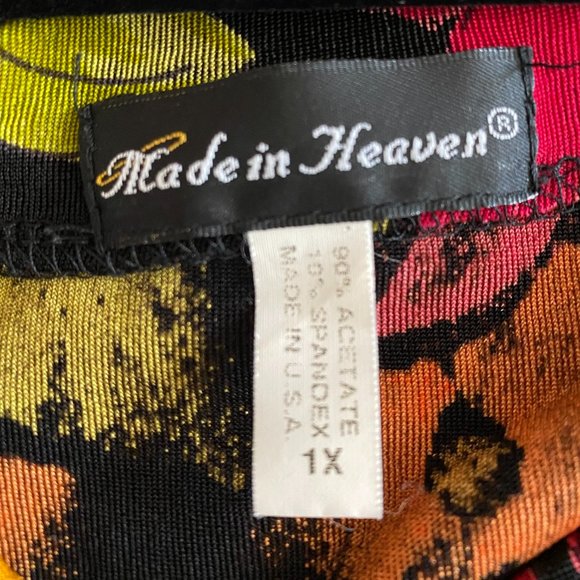 Made in Heaven®
90% ACETATE
10% SPANDEX
MADE IN U.S.A.
1X